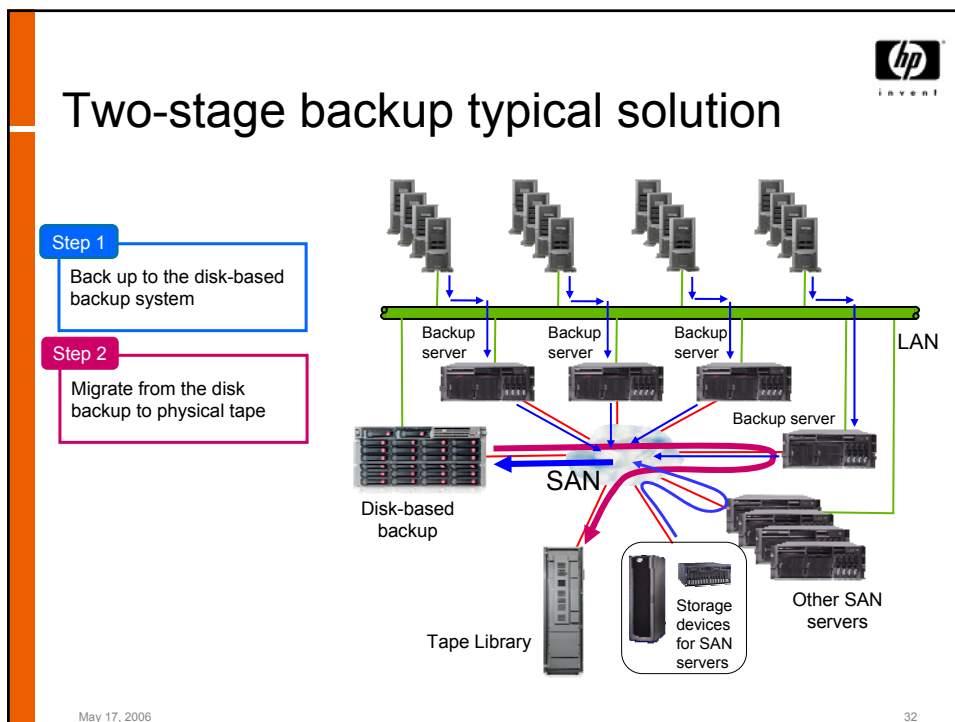 hp
invent
Two-stage backup typical solution
Step 1
Back up to the disk-based
backup system
Step 2
Migrate from the disk
backup to physical tape
LAN
Backup
server
Backup
server
Backup
server
Backup server
SAN
Disk-based
backup
Tape Library
Storage
devices
for SAN
servers
Other SAN
servers
May 17, 2006
32